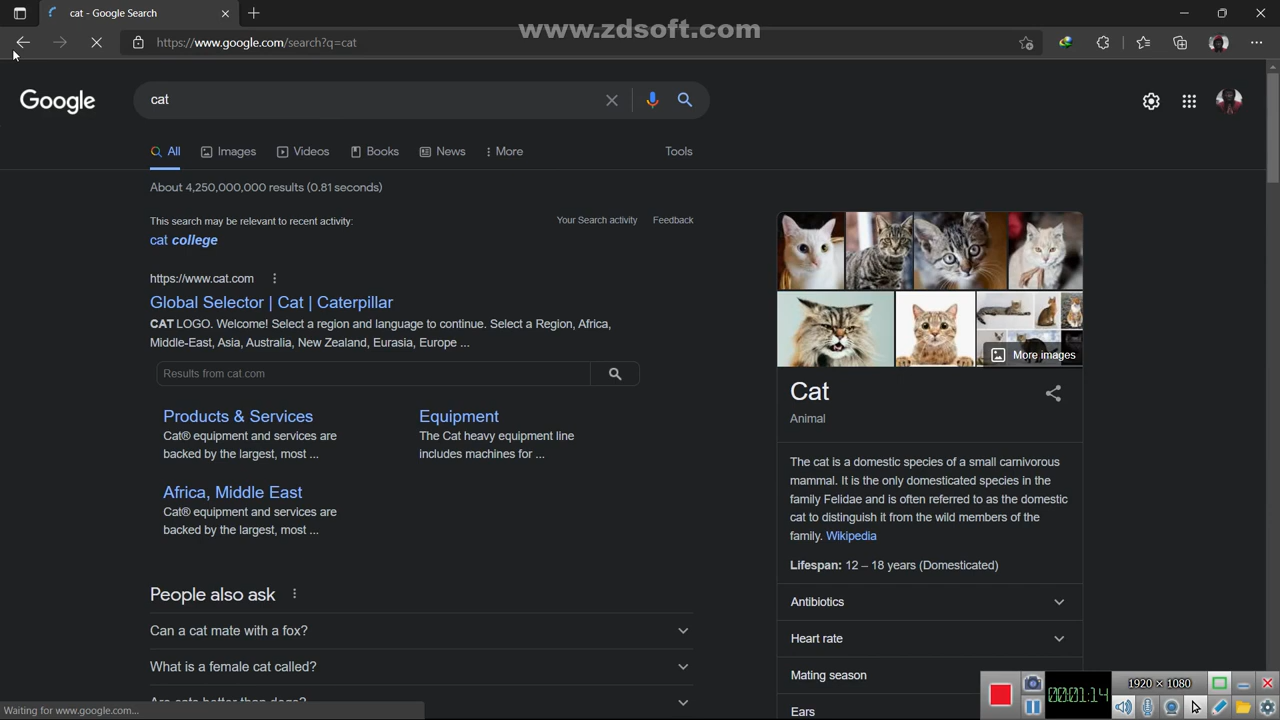 cat - Google Search
www.zdsoft.com
https://www.google.com/search?q=cat
Google
cat
All
Images
Videos
Books
News
More
Tools
About 4,250,000,000 results (0.81 seconds)
This search may be relevant to recent activity:
Your Search activity
Feedback
cat college
https://www.cat.com
Global Selector | Cat | Caterpillar
CAT LOGO. Welcome! Select a region and language to continue. Select a Region, Africa,
Middle-East, Asia, Australia, New Zealand, Eurasia, Europe ...
Results from cat.com
Products & Services
Cat® equipment and services are
backed by the largest, most ...
Equipment
The Cat heavy equipment line
includes machines for ...
Africa, Middle East
Cat® equipment and services are
backed by the largest, most ...
People also ask
Can a cat mate with a fox?
What is a female cat called?
Are cats better than dogs?
More images
Cat
Animal
The cat is a domestic species of a small carnivorous
mammal. It is the only domesticated species in the
family Felidae and is often referred to as the domestic
cat to distinguish it from the wild members of the
family. Wikipedia
Lifespan: 12 – 18 years (Domesticated)
Antibiotics
Heart rate
Mating season
Ears
Waiting for www.google.com...
00:01:14
1920 × 1080